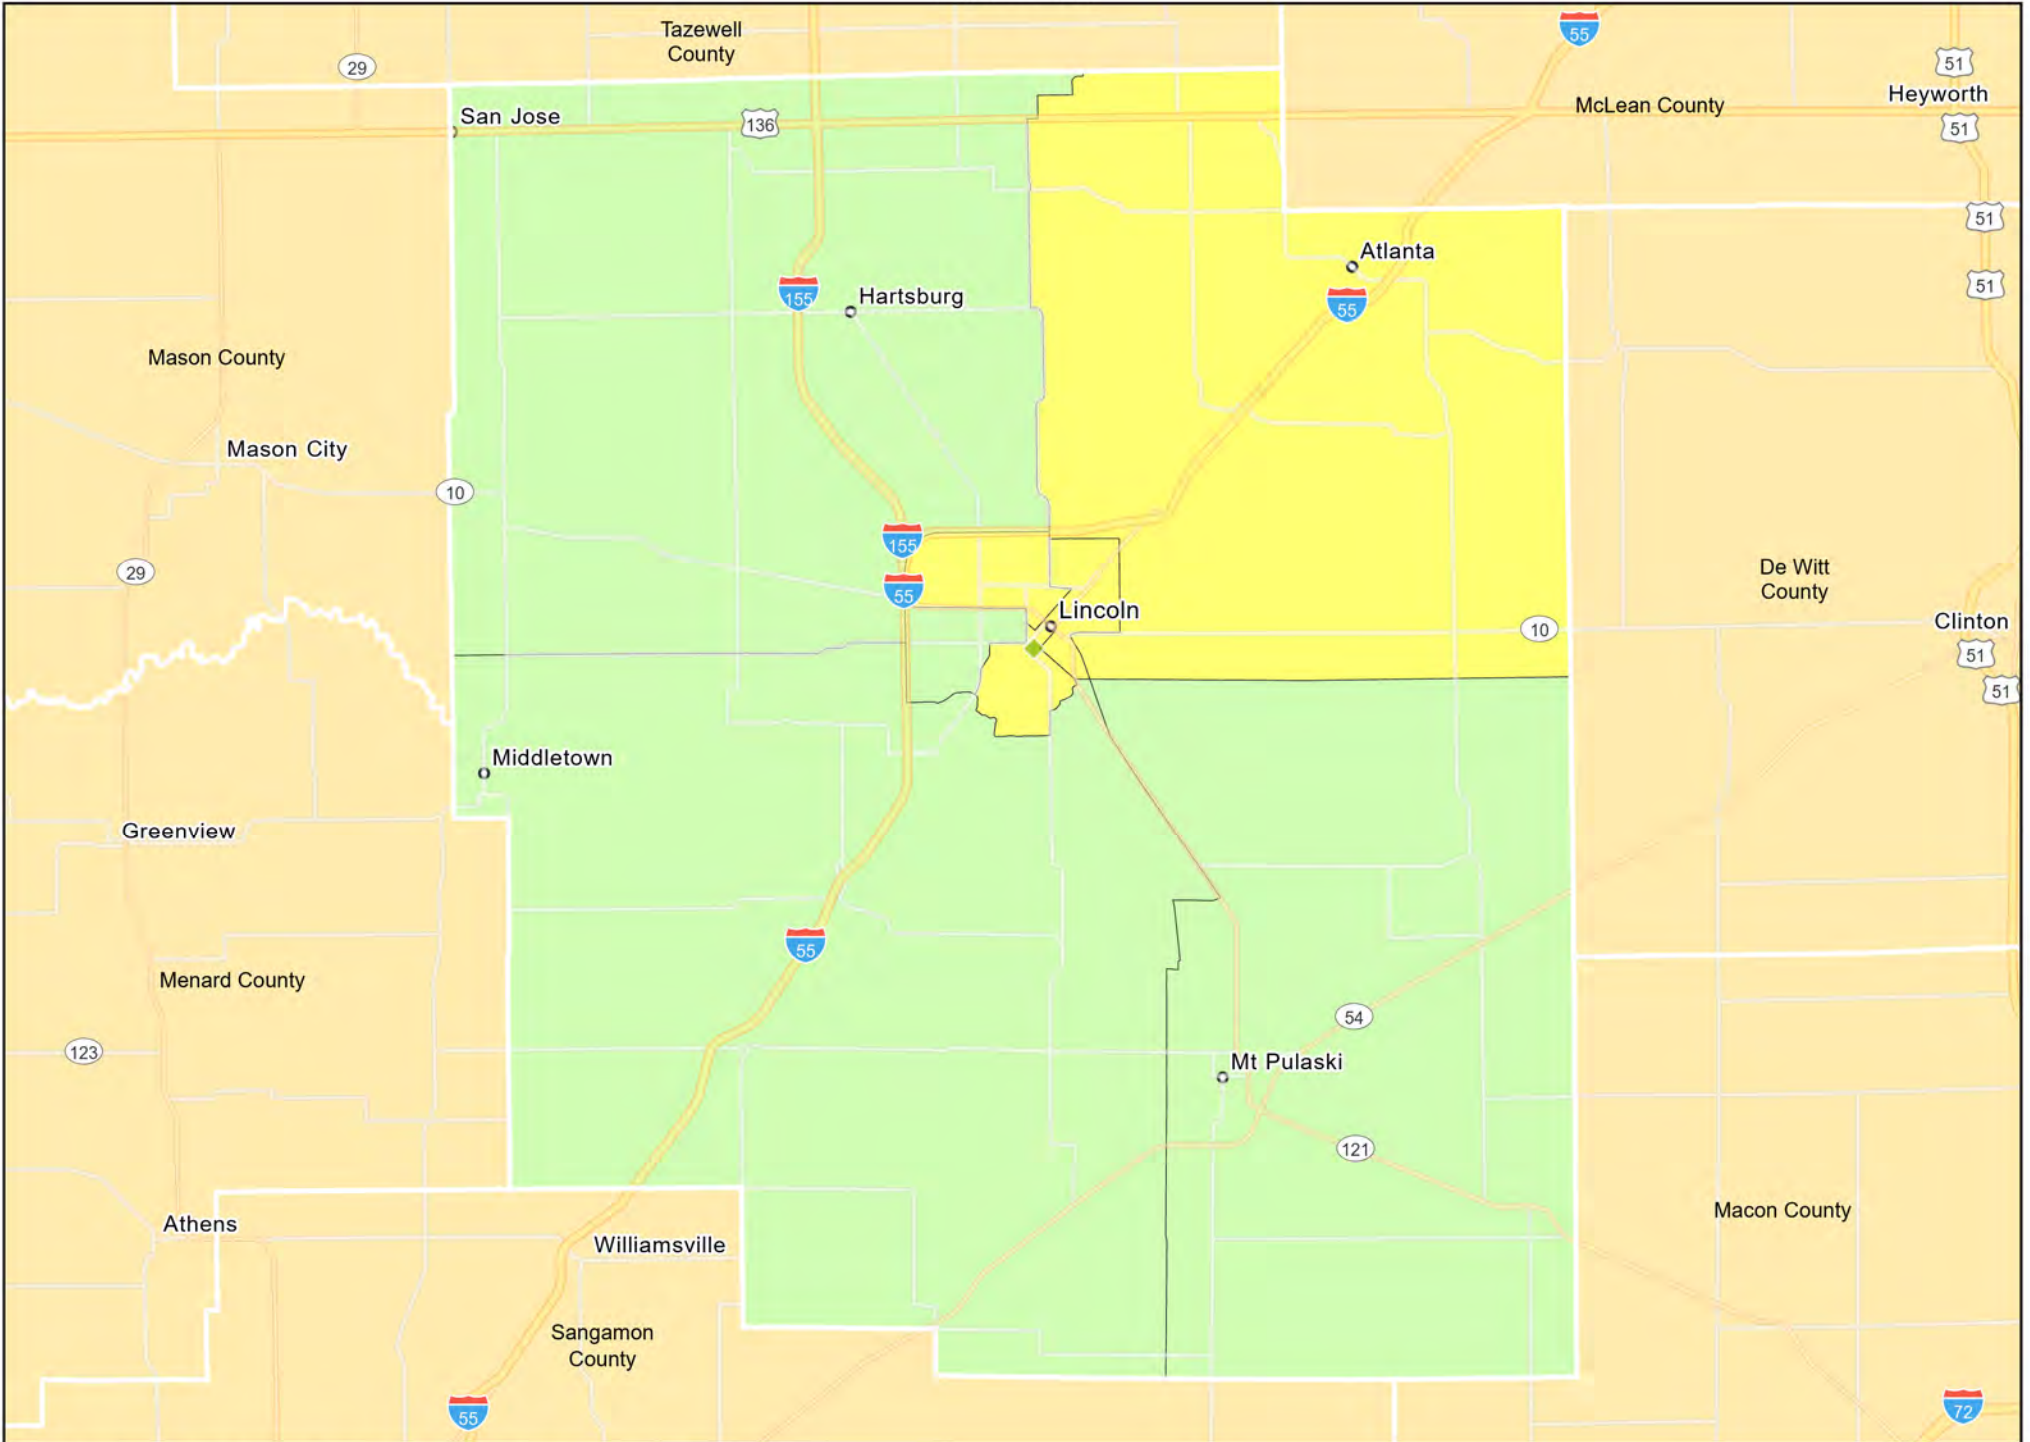 Tazewell
County
55
29
51
Heyworth
McLean County
San Jose
136
51
51
Atlanta
155
Hartsburg
55
51
Mason County
Mason City
10
155
29
De Witt
County
55
Lincoln
10
Clinton
51
51
Middletown
Greenview
55
Menard County
54
123
Mt Pulaski
121
Athens
Macon County
Williamsville
Sangamon
County
55
72